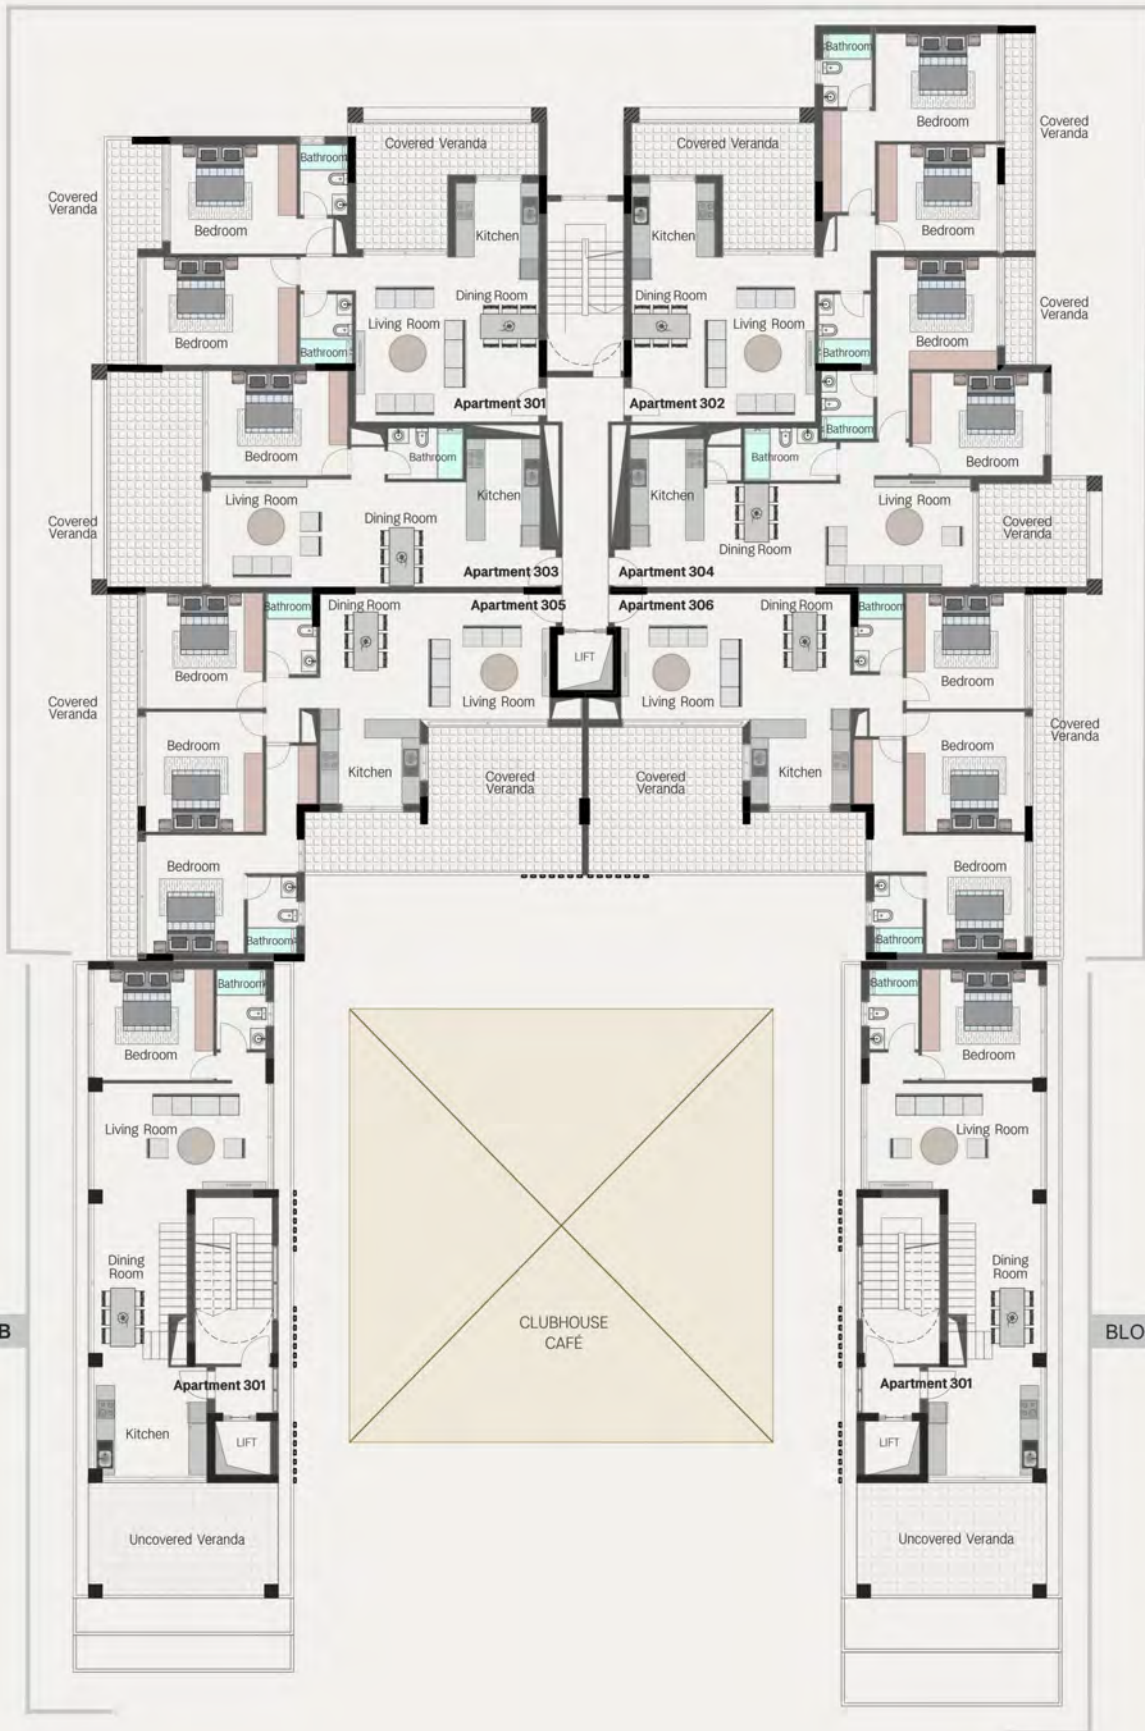 Bathroom
Bedroom
Covered
Veranda
Covered Veranda
Covered Veranda
Bathroom
Bedroom
Covered
Veranda
Kitchen
Kitchen
Bedroom
Dining Room
Dining Room
Living Room
Living Room
Bedroom
Bathroom
Bathroom
Bedroom
Covered
Veranda
Apartment 301
Apartment 302
Bathroom
Bedroom
Bathroom
Bathroom
Bedroom
Living Room
Kitchen
Kitchen
Living Room
Covered
Veranda
Dining Room
Dining Room
Covered
Veranda
Apartment 303
Apartment 304
Bathroom
Dining Room
Apartment 305
Apartment 306
Dining Room
Bathroom
LIFT
Bedroom
Living Room
Living Room
Bedroom
Covered
Veranda
Covered
Veranda
Bedroom
Kitchen
Covered
Veranda
Covered
Veranda
Kitchen
Bedroom
Bedroom
Bathroom
Bedroom
Bathroom
Bathroom
Bedroom
Bathroom
Bedroom
Living Room
Living Room
Dining
Room
Dining
Room
CLUBHOUSE
CAFÉ
B
BLO
Apartment 301
Apartment 301
Kitchen
LIFT
LIFT
Uncovered Veranda
Uncovered Veranda